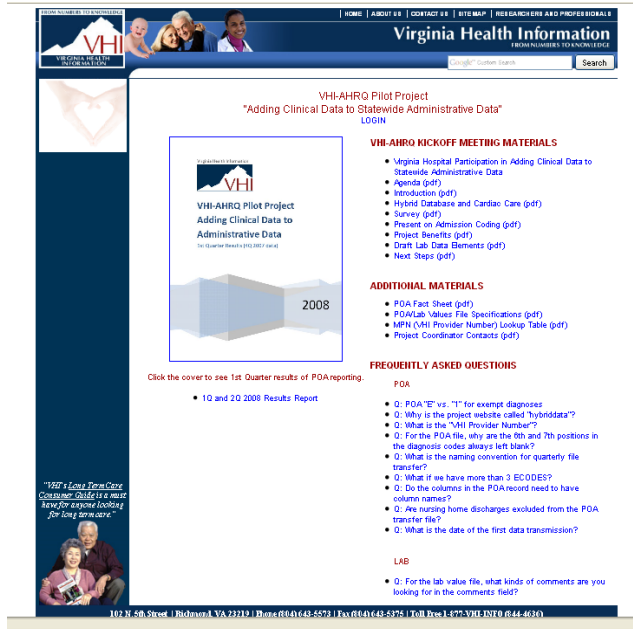 FROM NUMBERS TO KNOWLEDGE
VHI
VIRGINIA HEALTH
INFORMATION
| HOME | ABOUT US | CONTACT US | SITE MAP | RESEARCHERS AND PROFESSIONALS
Virginia Health Information
FROM NUMBERS TO KNOWLEDGE
Google™ Custom Search
Search
VHI-AHRQ Pilot Project
"Adding Clinical Data to Statewide Administrative Data"
LOGIN
Virginia Health Information
VHI
VHI-AHRQ Pilot Project
Adding Clinical Data to
Administrative Data
1st Quarter Results (4Q 2007 data)
2008
Click the cover to see 1st Quarter results of POA reporting.
• 1Q and 2Q 2008 Results Report
VHI-AHRQ KICKOFF MEETING MATERIALS
• Virginia Hospital Participation in Adding Clinical Data to
Statewide Administrative Data
• Agenda (pdf)
• Introduction (pdf)
• Hybrid Database and Cardiac Care (pdf)
• Survey (pdf)
• Present on Admission Coding (pdf)
• Project Benefits (pdf)
• Draft Lab Data Elements (pdf)
• Next Steps (pdf)
ADDITIONAL MATERIALS
• POA Fact Sheet (pdf)
• POA/Lab Values File Specifications (pdf)
• MPN (VHI Provider Number) Lookup Table (pdf)
• Project Coordinator Contacts (pdf)
FREQUENTLY ASKED QUESTIONS
POA
• Q: POA "E" vs. "1" for exempt diagnoses
• Q: Why is the project website called "hybriddata"?
• Q: What is the "VHI Provider Number"?
• Q: For the POA file, why are the 6th and 7th positions in
the diagnosis codes always left blank?
• Q: What is the naming convention for quarterly file
transfer?
• Q: What if we have more than 3 ECODES?
• Q: Do the columns in the POA record need to have
column names?
• Q: Are nursing home discharges excluded from the POA
transfer file?
• Q: What is the date of the first data transmission?
LAB
• Q: For the lab value file, what kinds of comments are you
looking for in the comments field?
"VHI's Long Term Care
Consumer Guide is a must
have for anyone looking
for long term care."
102 N. 5th Street | Richmond, VA 23219 | Phone (804) 643-5573 | Fax (804) 643-5375 | Toll Free 1-877-VHI-INFO (844-4636)